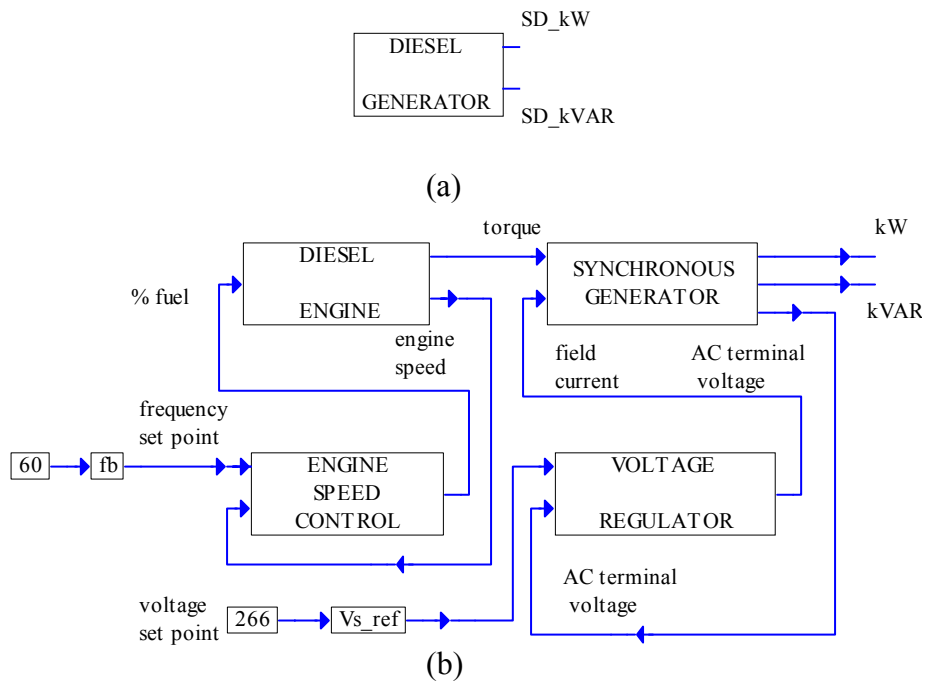 SD_kW
DIESEL
GENERATOR
SD_kVAR
(a)
torque
kW
DIESEL
ENGINE
SYNCHRONOUS
GENERATOR
% fuel
kVAR
engine
speed
field
current
AC terminal
voltage
frequency
set point
60
fb
ENGINE
SPEED
CONTROL
VOLTAGE
REGULATOR
AC terminal
voltage
voltage
set point
266
Vs_ref
(b)